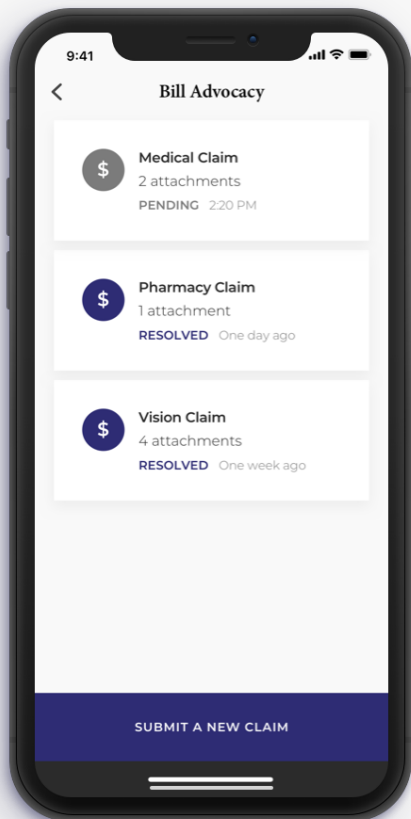 9:41
Bill Advocacy
$
Medical Claim
2 attachments
PENDING 2:20 PM
$
Pharmacy Claim
1 attachment
RESOLVED One day ago
$
Vision Claim
4 attachments
RESOLVED One week ago
SUBMIT A NEW CLAIM